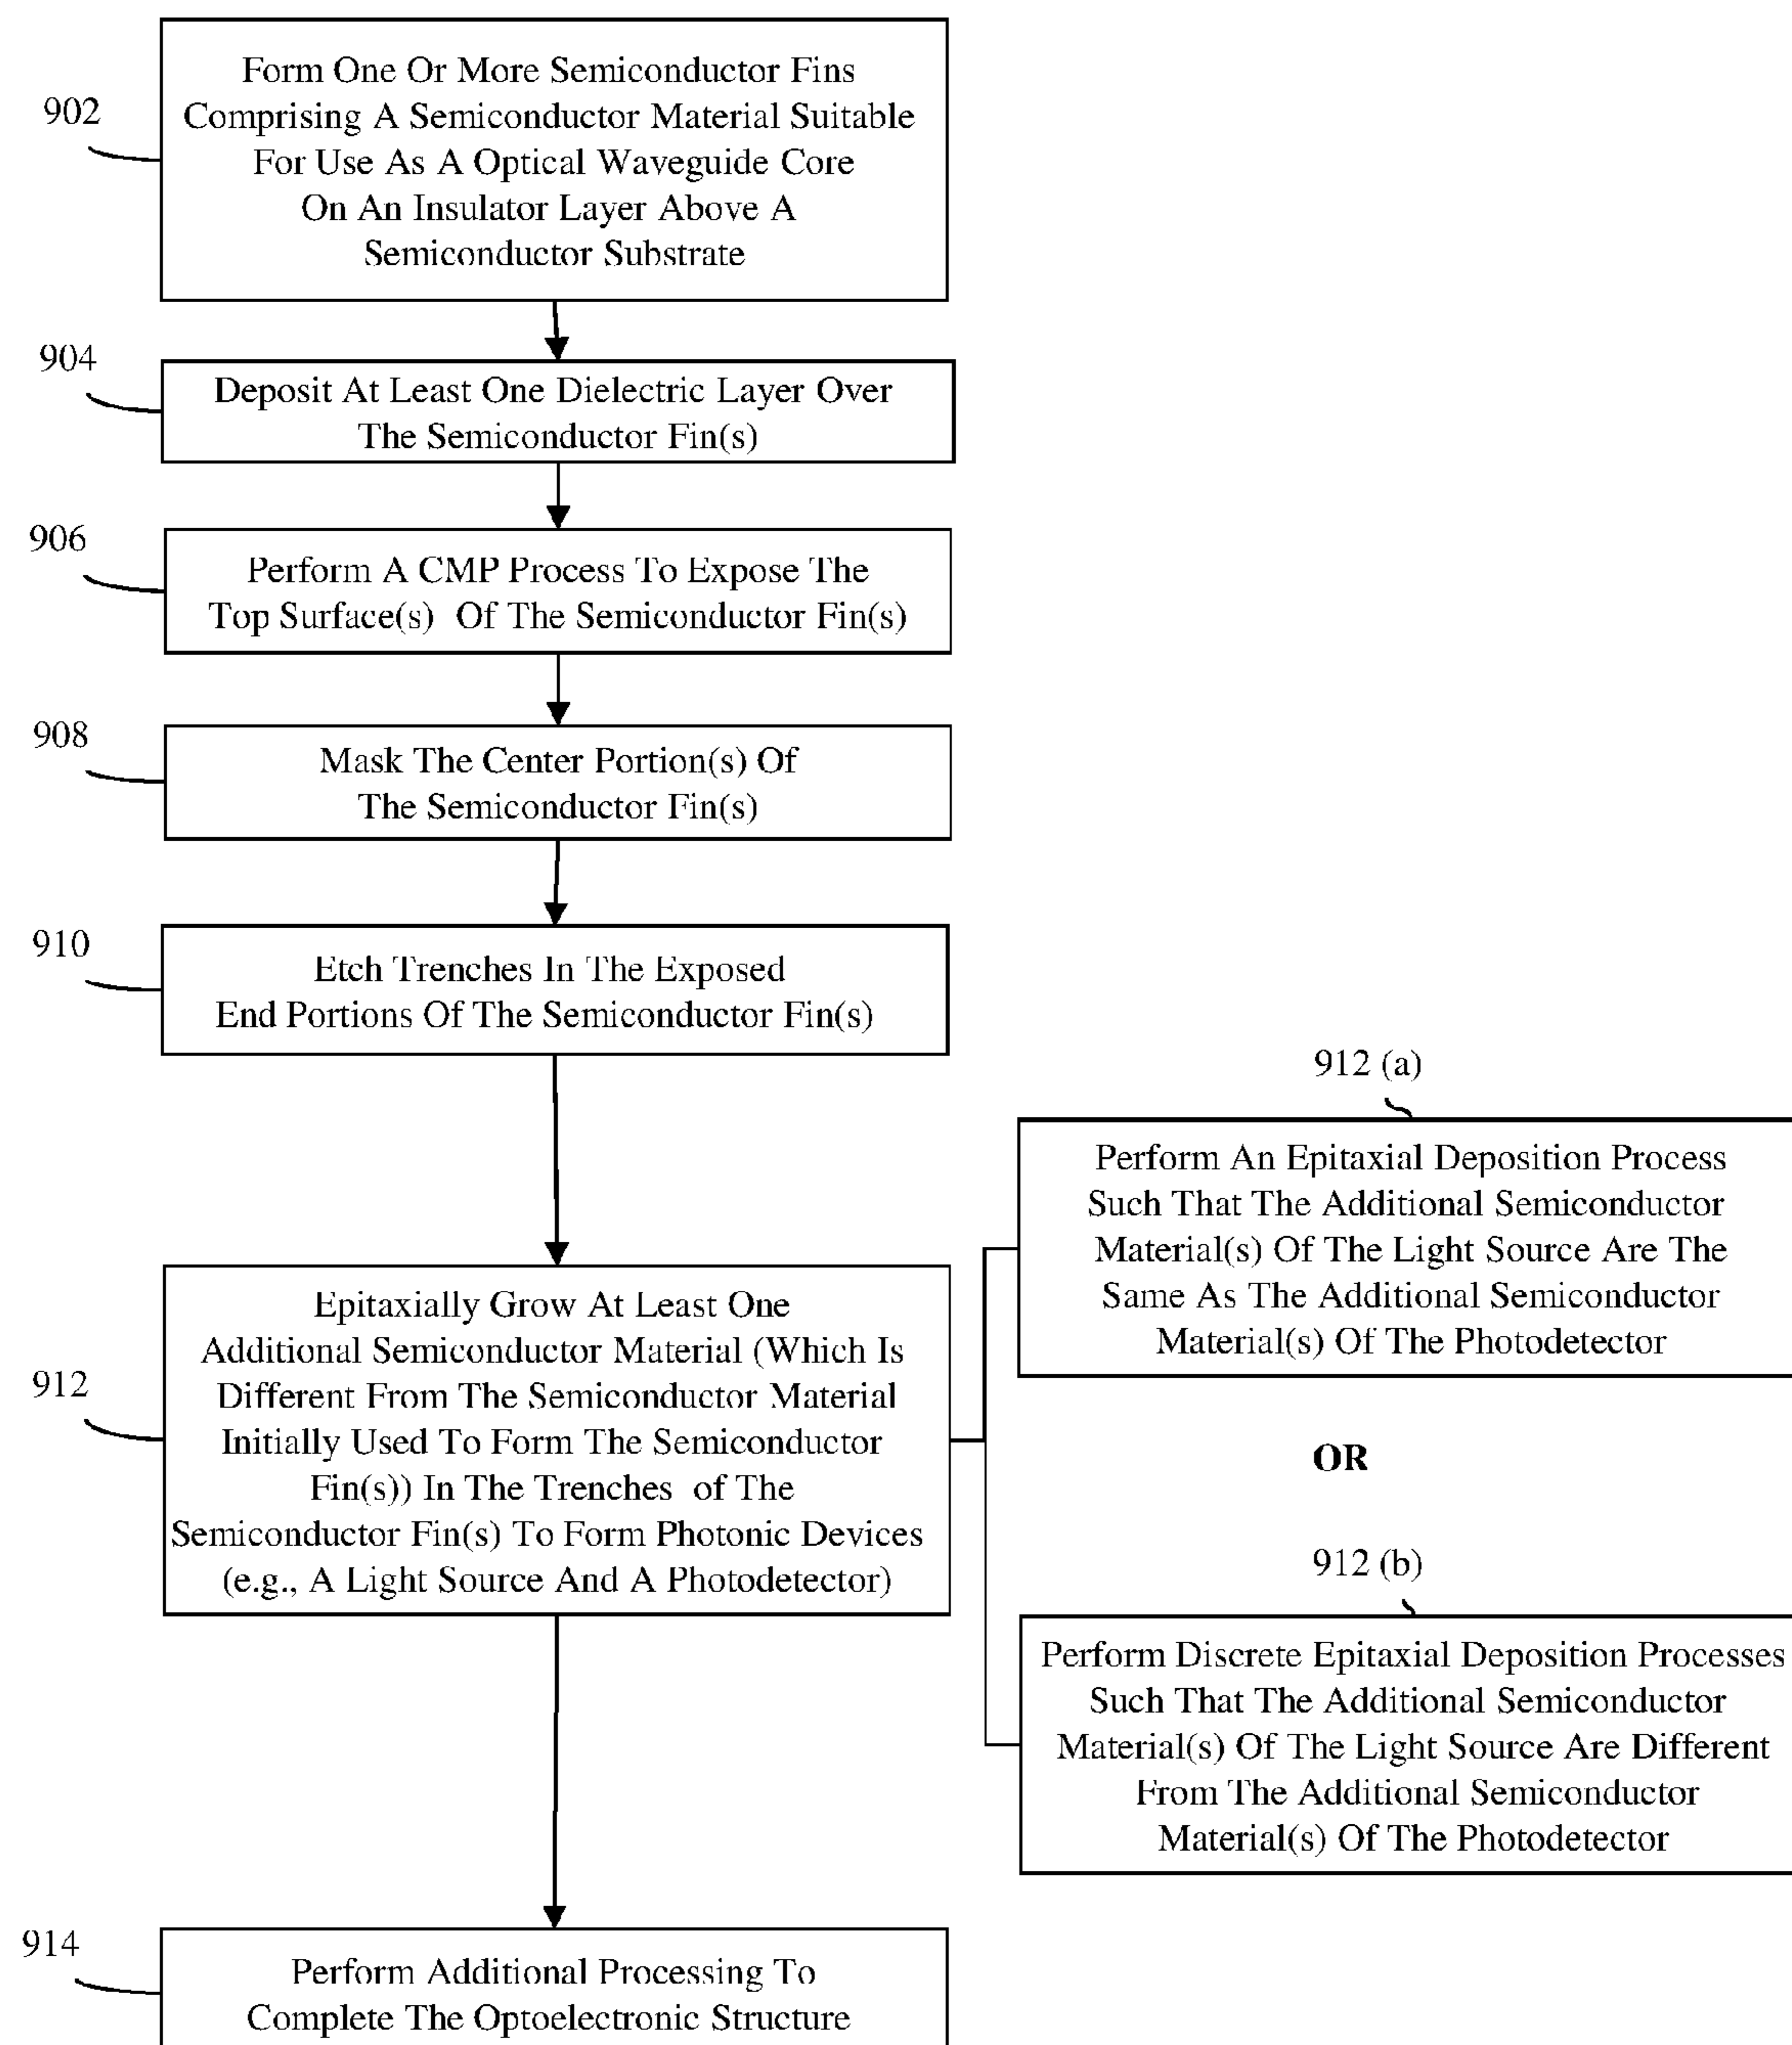 902
Form One Or More Semiconductor Fins
Comprising A Semiconductor Material Suitable
For Use As A Optical Waveguide Core
On An Insulator Layer Above A
Semiconductor Substrate
904
Deposit At Least One Dielectric Layer Over
The Semiconductor Fin(s)
906
Perform A CMP Process To Expose The
Top Surface(s) Of The Semiconductor Fin(s)
908
Mask The Center Portion(s) Of
The Semiconductor Fin(s)
910
Etch Trenches In The Exposed
End Portions Of The Semiconductor Fin(s)
912
Epitaxially Grow At Least One
Additional Semiconductor Material (Which Is
Different From The Semiconductor Material
Initially Used To Form The Semiconductor
Fin(s)) In The Trenches of The
Semiconductor Fin(s) To Form Photonic Devices
(e.g., A Light Source And A Photodetector)
912 (a)
Perform An Epitaxial Deposition Process
Such That The Additional Semiconductor
Material(s) Of The Light Source Are The
Same As The Additional Semiconductor
Material(s) Of The Photodetector
OR
912 (b)
Perform Discrete Epitaxial Deposition Processes
Such That The Additional Semiconductor
Material(s) Of The Light Source Are Different
From The Additional Semiconductor
Material(s) Of The Photodetector
914
Perform Additional Processing To
Complete The Optoelectronic Structure